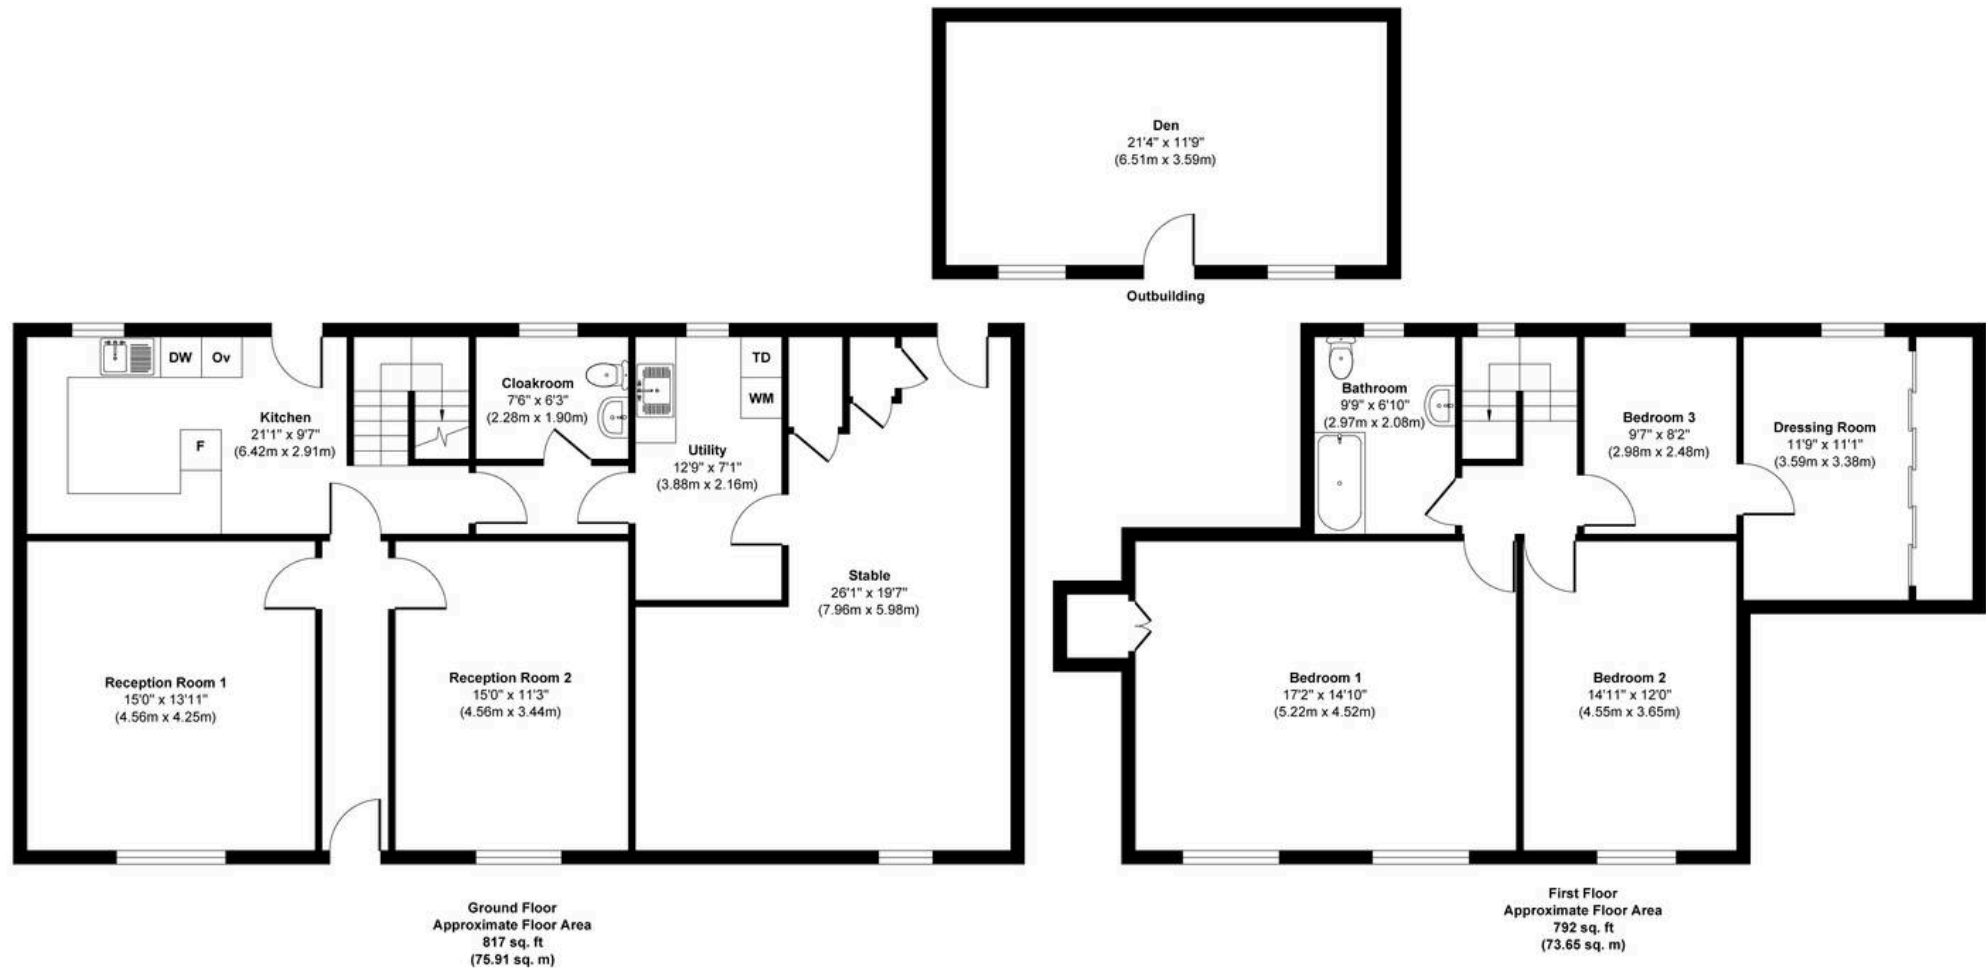 Den
21'4" x 11'9"
(6.51m x 3.59m)
Outbuilding
DW
Ov
Kitchen
21'1" x 9'7"
(6.42m x 2.91m)
F
Cloakroom
7'6" x 6'3"
(2.28m x 1.90m)
TD
WM
Utility
12'9" x 7'1"
(3.88m x 2.16m)
Stable
26'1" x 19'7"
(7.96m x 5.98m)
Reception Room 1
15'0" x 13'11"
(4.56m x 4.25m)
Reception Room 2
15'0" x 11'3"
(4.56m x 3.44m)
Ground Floor
Approximate Floor Area
817 sq. ft
(75.91 sq. m)
Bathroom
9'9" x 6'10"
(2.97m x 2.08m)
Bedroom 3
9'7" x 8'2"
(2.98m x 2.48m)
Dressing Room
11'9" x 11'1"
(3.59m x 3.38m)
Bedroom 1
17'2" x 14'10"
(5.22m x 4.52m)
Bedroom 2
14'11" x 12'0"
(4.55m x 3.65m)
First Floor
Approximate Floor Area
792 sq. ft
(73.65 sq. m)